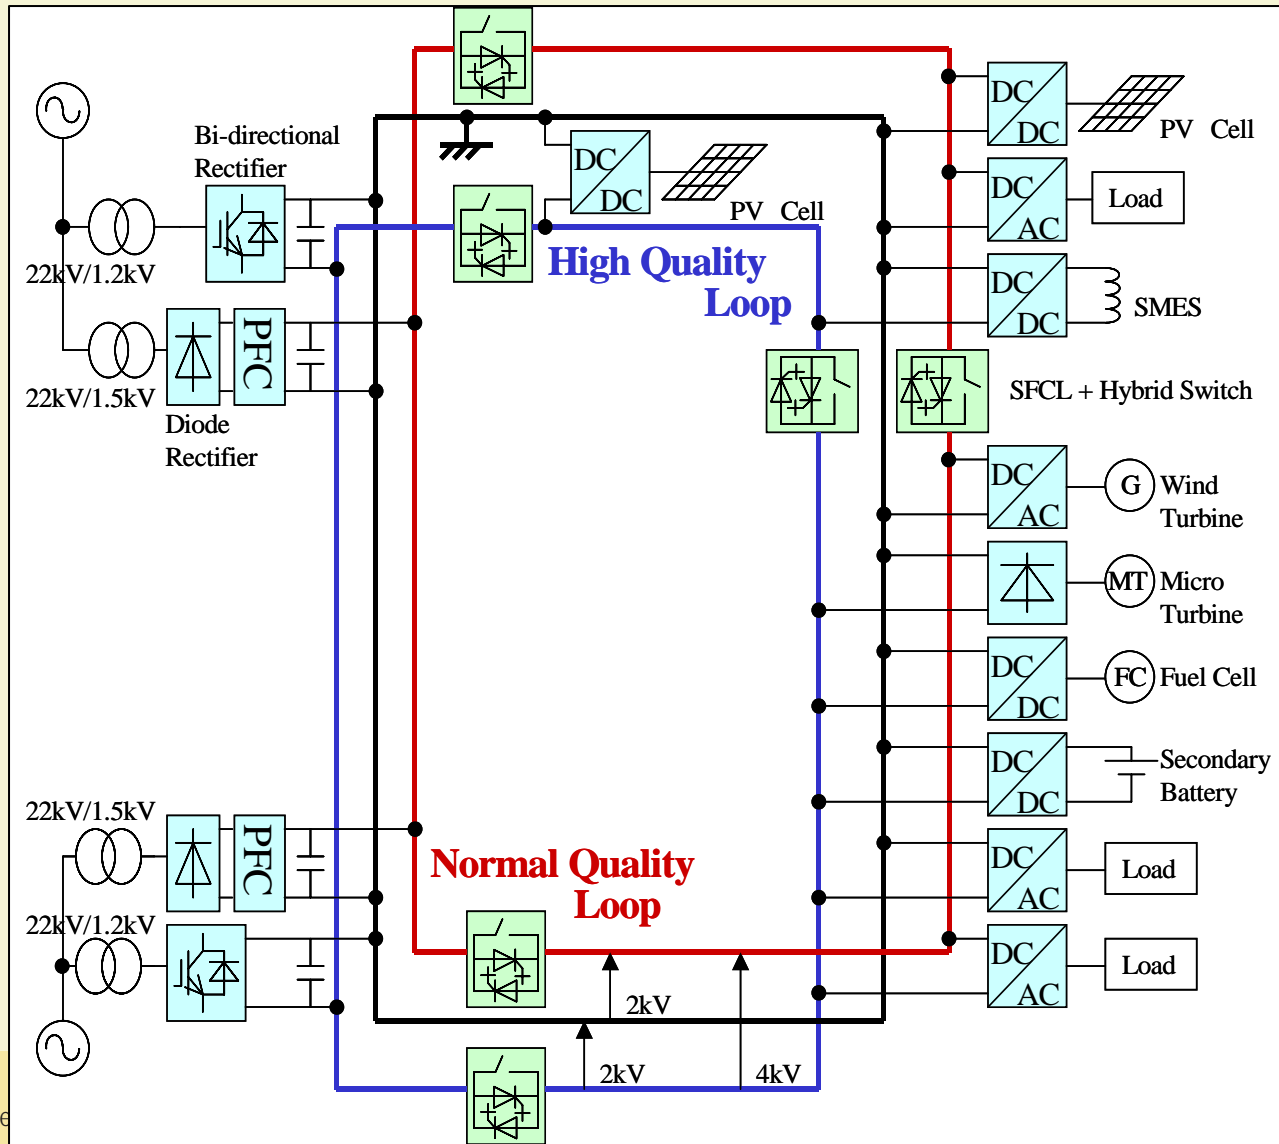 DC
DC
PV Cell
Bi-directional
Rectifier
DC
DC
PV Cell
DC
AC
Load
22kV/1.2kV
High Quality
Loop
DC
DC
SMES
PFC
22kV/1.5kV
Diode
Rectifier
SFCL + Hybrid Switch
DC
AC
G
Wind
Turbine
MT
Micro
Turbine
DC
DC
FC
Fuel Cell
DC
DC
Secondary
Battery
22kV/1.5kV
PFC
Normal Quality
Loop
DC
AC
Load
22kV/1.2kV
DC
AC
Load
2kV
2kV
4kV
e